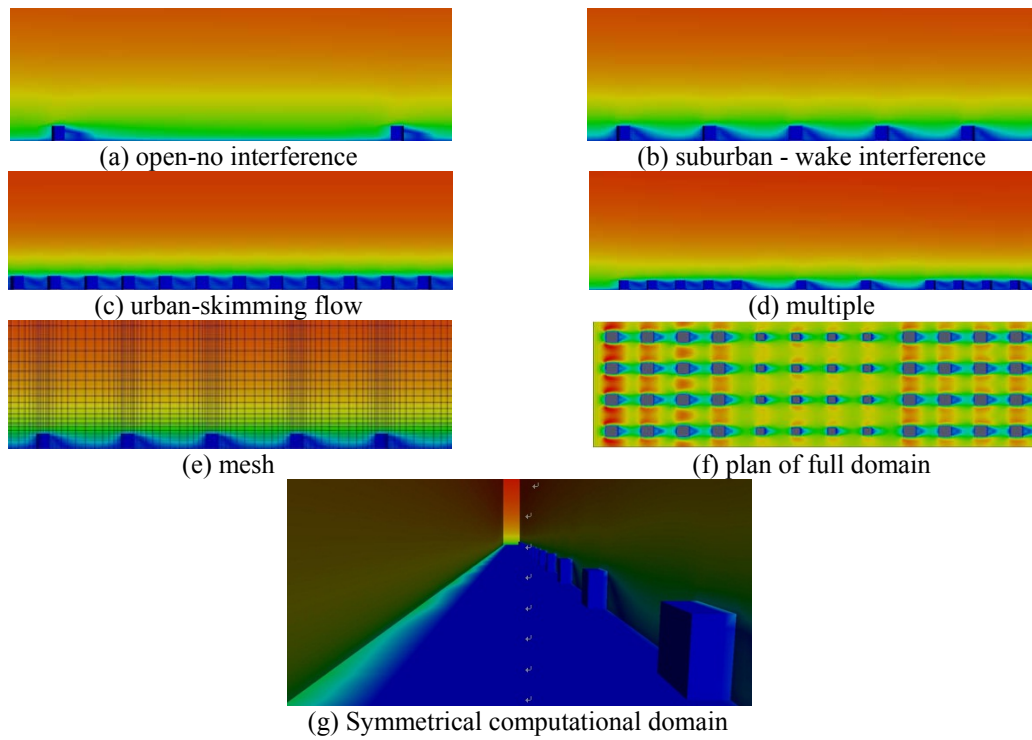 (a) open-no interference
(b) suburban - wake interference
(c) urban-skimming flow
(d) multiple
(e) mesh
(f) plan of full domain
(g) Symmetrical computational domain